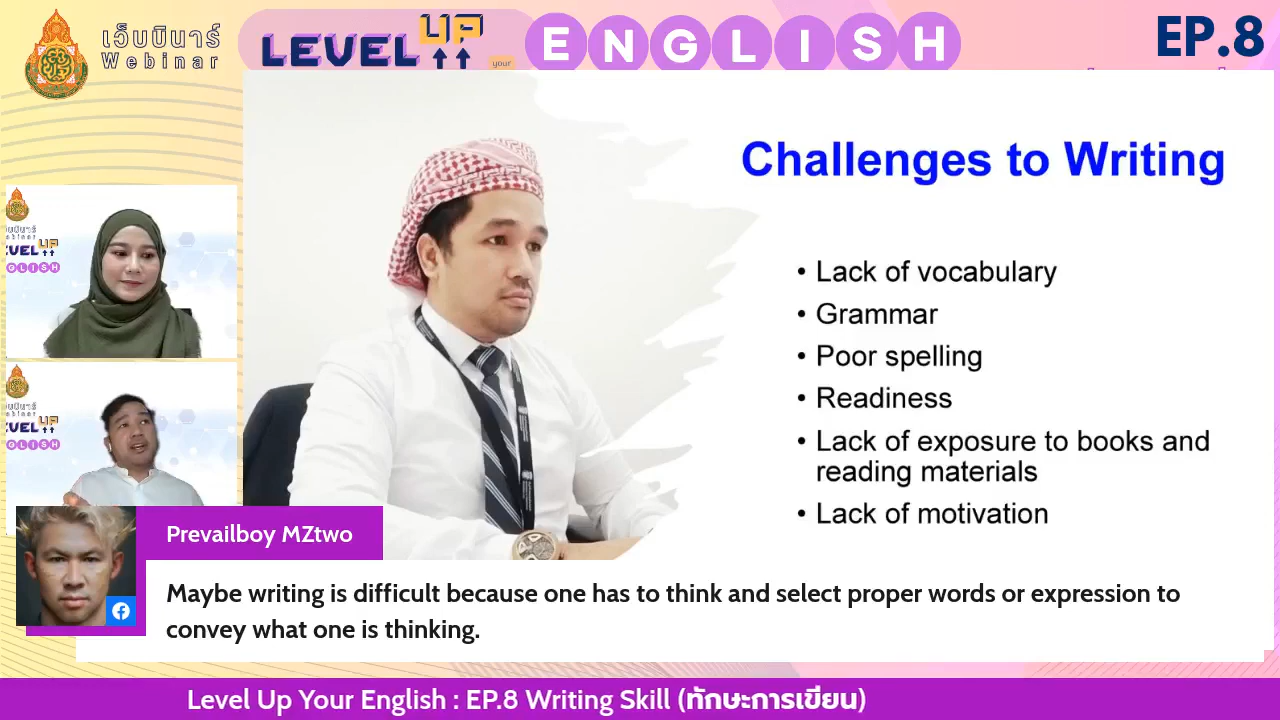 เว็บบินาร์
Webinar
LEVEL UP
your
ENGLISH
EP.8
Challenges to Writing
• Lack of vocabulary
• Grammar
• Poor spelling
• Readiness
• Lack of exposure to books and
reading materials
• Lack of motivation
Prevailboy MZtwo
Maybe writing is difficult because one has to think and select proper words or expression to
convey what one is thinking.
Level Up Your English : EP.8 Writing Skill (ทักษะการเขียน)